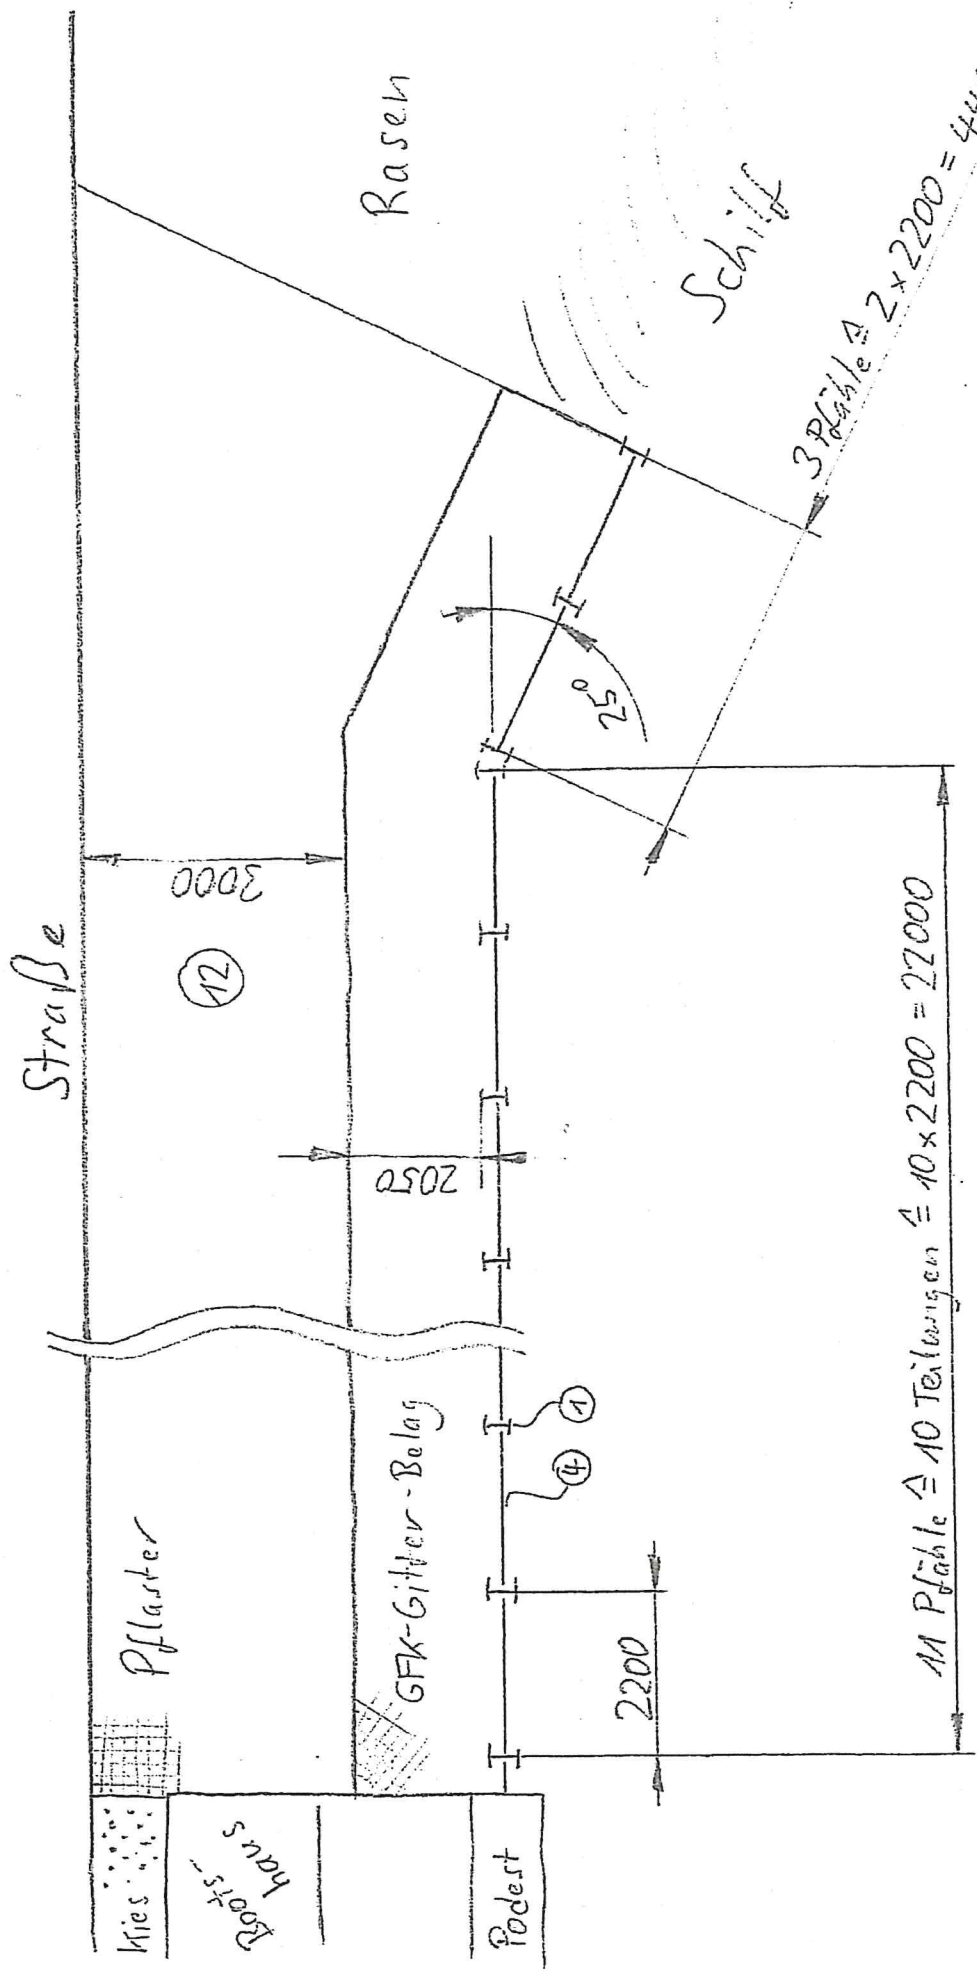 Straße
Kies
Pflaster
12
3000
Rasen
Boots-
haus
GFK-Gitter-Belag
2050
25°
Schilf
Podest
4
1
2200
3 Pfähle ≙ 2 x 2200 = 44
11 Pfähle ≙ 10 Teilungen ≙ 10 x 2200 = 22000